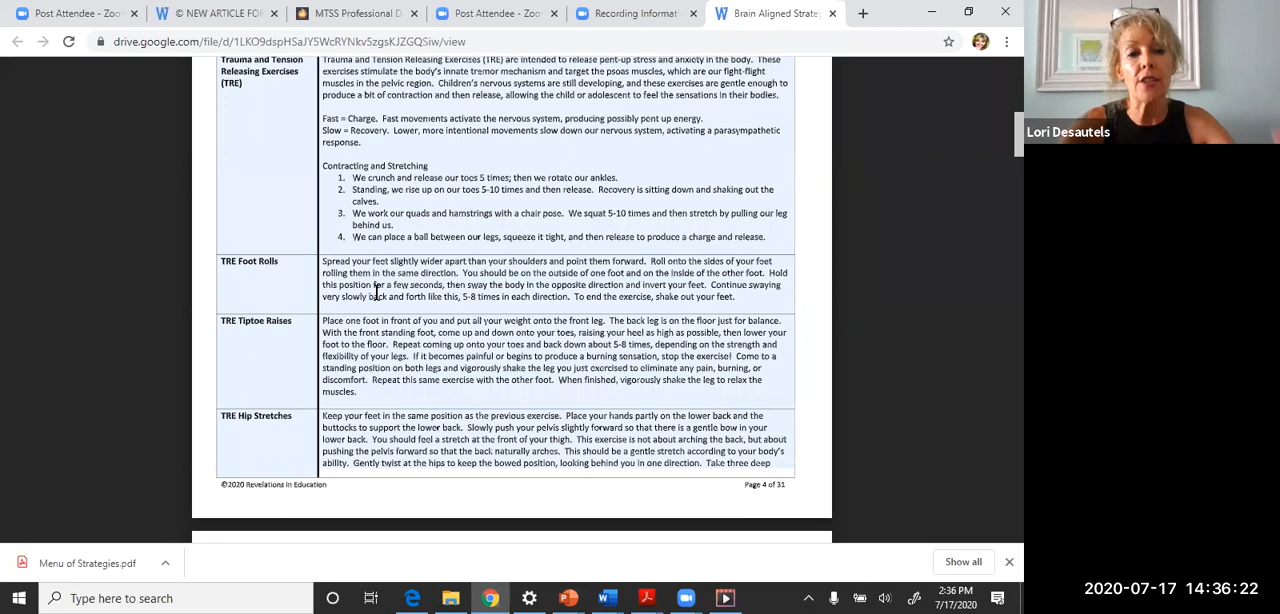 Post Attendee - Zoo
© NEW ARTICLE FOR
MTSS Professional D
Post Attendee - Zoo
Recording Informat
Brain Aligned Strate
drive.google.com/file/d/1LKO9dspHSaJY5WcRYNkv5zgsKJZGQSiw/view
Trauma and Tension
Releasing Exercises
(TRE)
Trauma and Tension Releasing Exercises (TRE) are intended to release pent-up stress and anxiety in the body. These
exercises stimulate the body's innate tremor mechanism and target the psoas muscles, which are our fight-flight
muscles in the pelvic region. Children's nervous systems are still developing, and these exercises are gentle enough to
produce a bit of contraction and then release, allowing the child or adolescent to feel the sensations in their bodies.
Fast = Charge. Fast movements activate the nervous system, producing possibly pent up energy.
Slow = Recovery. Lower, more intentional movements slow down our nervous system, activating a parasympathetic
response.
Contracting and Stretching
1. We crunch and release our toes 5 times; then we rotate our ankles.
2. Standing, we rise up on our toes 5-10 times and then release. Recovery is sitting down and shaking out the
calves.
3. We work our quads and hamstrings with a chair pose. We squat 5-10 times and then stretch by pulling our leg
behind us.
4. We can place a ball between our legs, squeeze it tight, and then release to produce a charge and release.
TRE Foot Rolls
Spread your feet slightly wider apart than your shoulders and point them forward. Roll onto the sides of your feet
rolling them in the same direction. You should be on the outside of one foot and on the inside of the other foot. Hold
this position for a few seconds, then sway the body in the opposite direction and invert your feet. Continue swaying
very slowly back and forth like this, 5-8 times in each direction. To end the exercise, shake out your feet.
TRE Tiptoe Raises
Place one foot in front of you and put all your weight onto the front leg. The back leg is on the floor just for balance.
With the front standing foot, come up and down onto your toes, raising your heel as high as possible, then lower your
foot to the floor. Repeat coming up onto your toes and back down about 5-8 times, depending on the strength and
flexibility of your legs. If it becomes painful or begins to produce a burning sensation, stop the exercise! Come to a
standing position on both legs and vigorously shake the leg you just exercised to eliminate any pain, burning, or
discomfort. Repeat this same exercise with the other foot. When finished, vigorously shake the leg to relax the
muscles.
TRE Hip Stretches
Keep your feet in the same position as the previous exercise. Place your hands partly on the lower back and the
buttocks to support the lower back. Slowly push your pelvis slightly forward so that there is a gentle bow in your
lower back. You should feel a stretch at the front of your thigh. This exercise is not about arching the back, but about
pushing the pelvis forward so that the back naturally arches. This should be a gentle stretch according to your body's
ability. Gently twist at the hips to keep the bowed position, looking behind you in one direction. Take three deep
©2020 Revelations in Education
Page 4 of 31
Menu of Strategies.pdf
Show all
Type here to search
2:36 PM
7/17/2020
Lori Desautels
2020-07-17 14:36:22